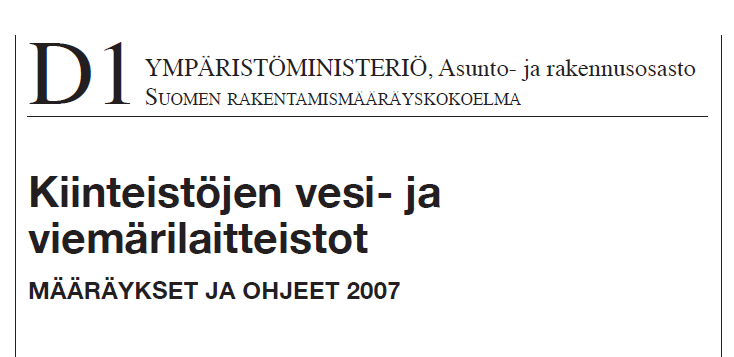 D1 YMPÄRISTÖMINISTERIÖ, Asunto- ja rakennusosasto
SUOMEN RAKENTAMISMÄÄRÄYSKOKOELMA
Kiinteistöjen vesi- ja
viemärilaitteistot
MÄÄRÄYKSET JA OHJEET 2007